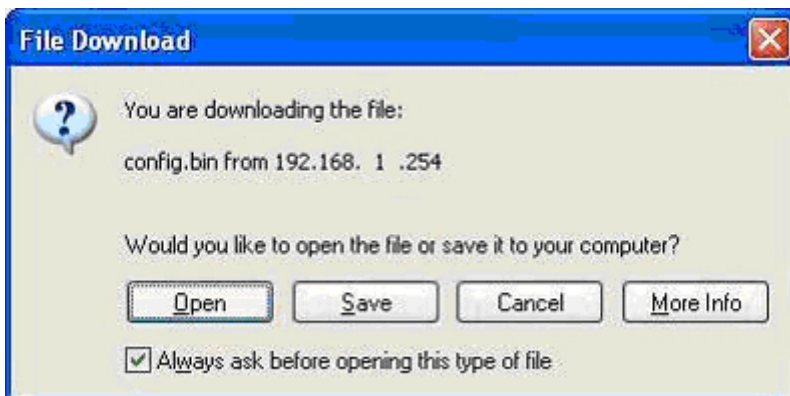 File Download
You are downloading the file:
config.bin from 192.168. 1 .254
Would you like to open the file or save it to your computer?
Open Save Cancel More Info
Always ask before opening this type of file